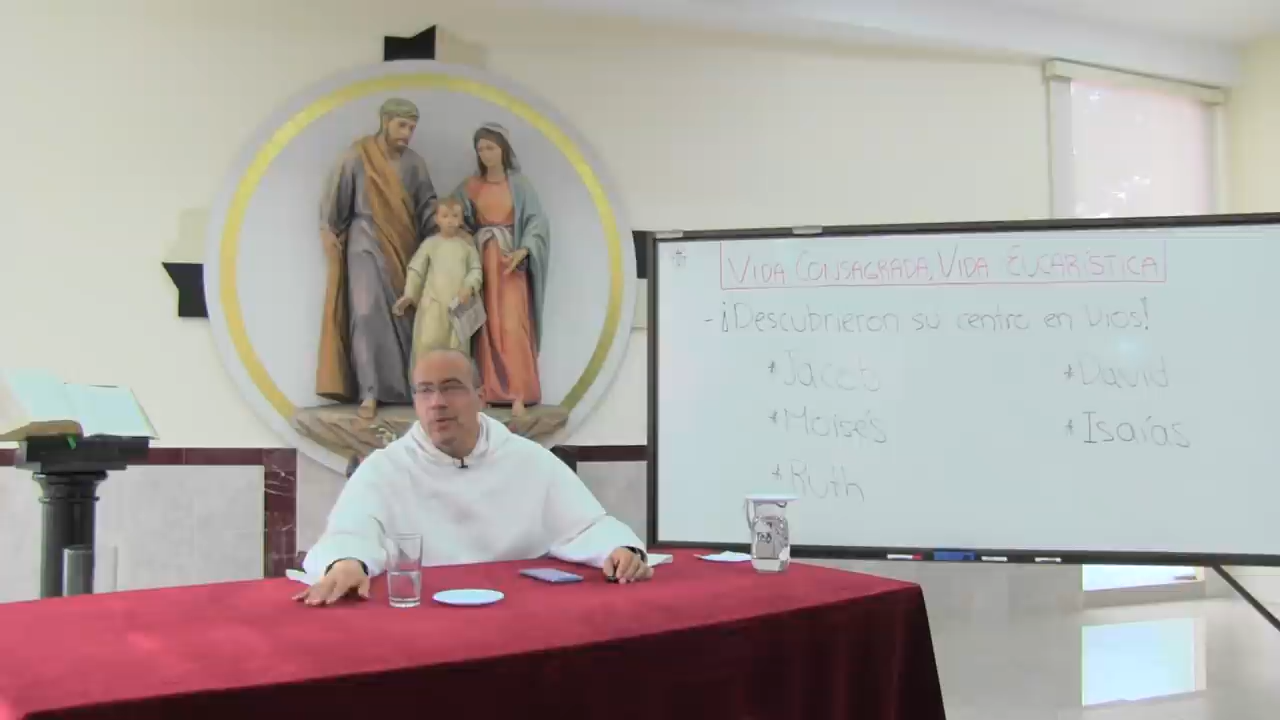 VIDA CONSAGRADA, VIDA EUCARÍSTICA
- ¡Descubrieron su centro en Dios!
* Jacob
* Moisés
* Ruth
* David
* Isaías